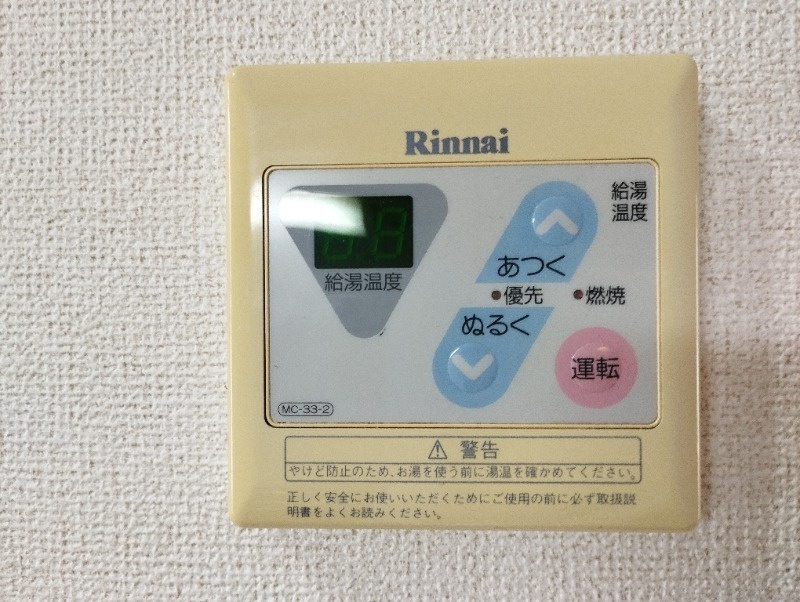 Rinnai
給湯
温度
給湯温度
あつく
優先
燃焼
ぬるく
運転
MC-33-2
⚠ 警告
やけど防止のため、お湯を使う前に湯温を確かめてください。
正しく安全にお使いいただくためにご使用の前に必ず取扱説
明書をよくお読みください。